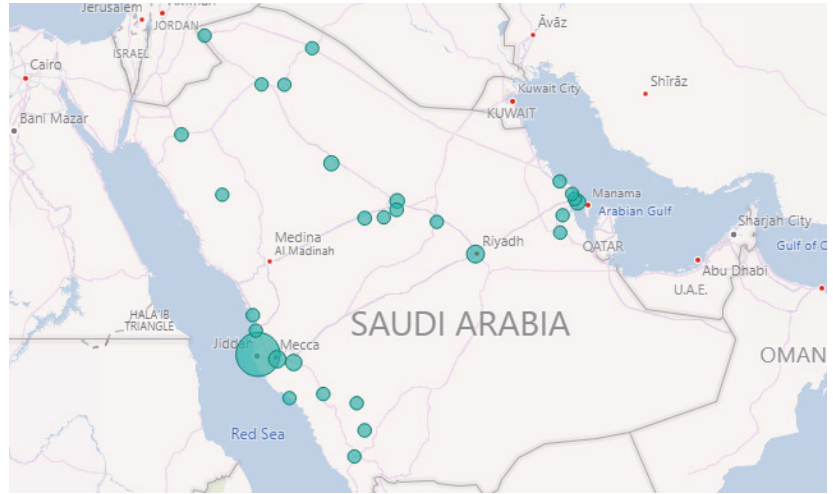 Jerusalem
JORDAN
ISRAEL
Cairo
Bani Mazar
Āvāz
Kuwait City
KUWAIT
Shīrāz
Manama
Arabian Gulf
Sharjah City
QATAR
Gulf of O
Abu Dhabi
U.A.E.
Riyadh
Medina
Al Madinah
HALA'IB
TRIANGLE
Jiddah
Mecca
SAUDI ARABIA
OMAN
Red Sea